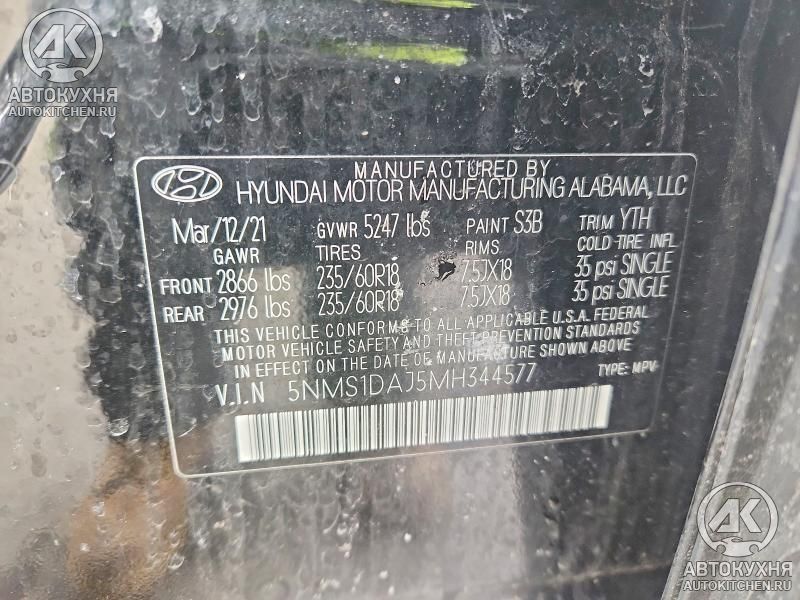 АК
АВТОКУХНЯ
AUTOKITCHEN.RU
MANUFACTURED BY
HYUNDAI MOTOR MANUFACTURING ALABAMA, LLC
Mar/12/21 GVWR 5247 lbs PAINT S3B TRIM YTH
GAWR TIRES RIMS COLD TIRE INFL
FRONT 2866 lbs 235/60R18 7.5JX18 35 psi SINGLE
REAR 2976 lbs 235/60R18 7.5JX18 35 psi SINGLE
THIS VEHICLE CONFORMS TO ALL APPLICABLE U.S.A. FEDERAL
MOTOR VEHICLE SAFETY AND THEFT PREVENTION STANDARDS
IN EFFECT ON THE DATE OF MANUFACTURE SHOWN ABOVE.
V.I.N 5NMS1DAJ5MH344577 TYPE: MPV
АК
АВТОКУХНЯ
AUTOKITCHEN.RU